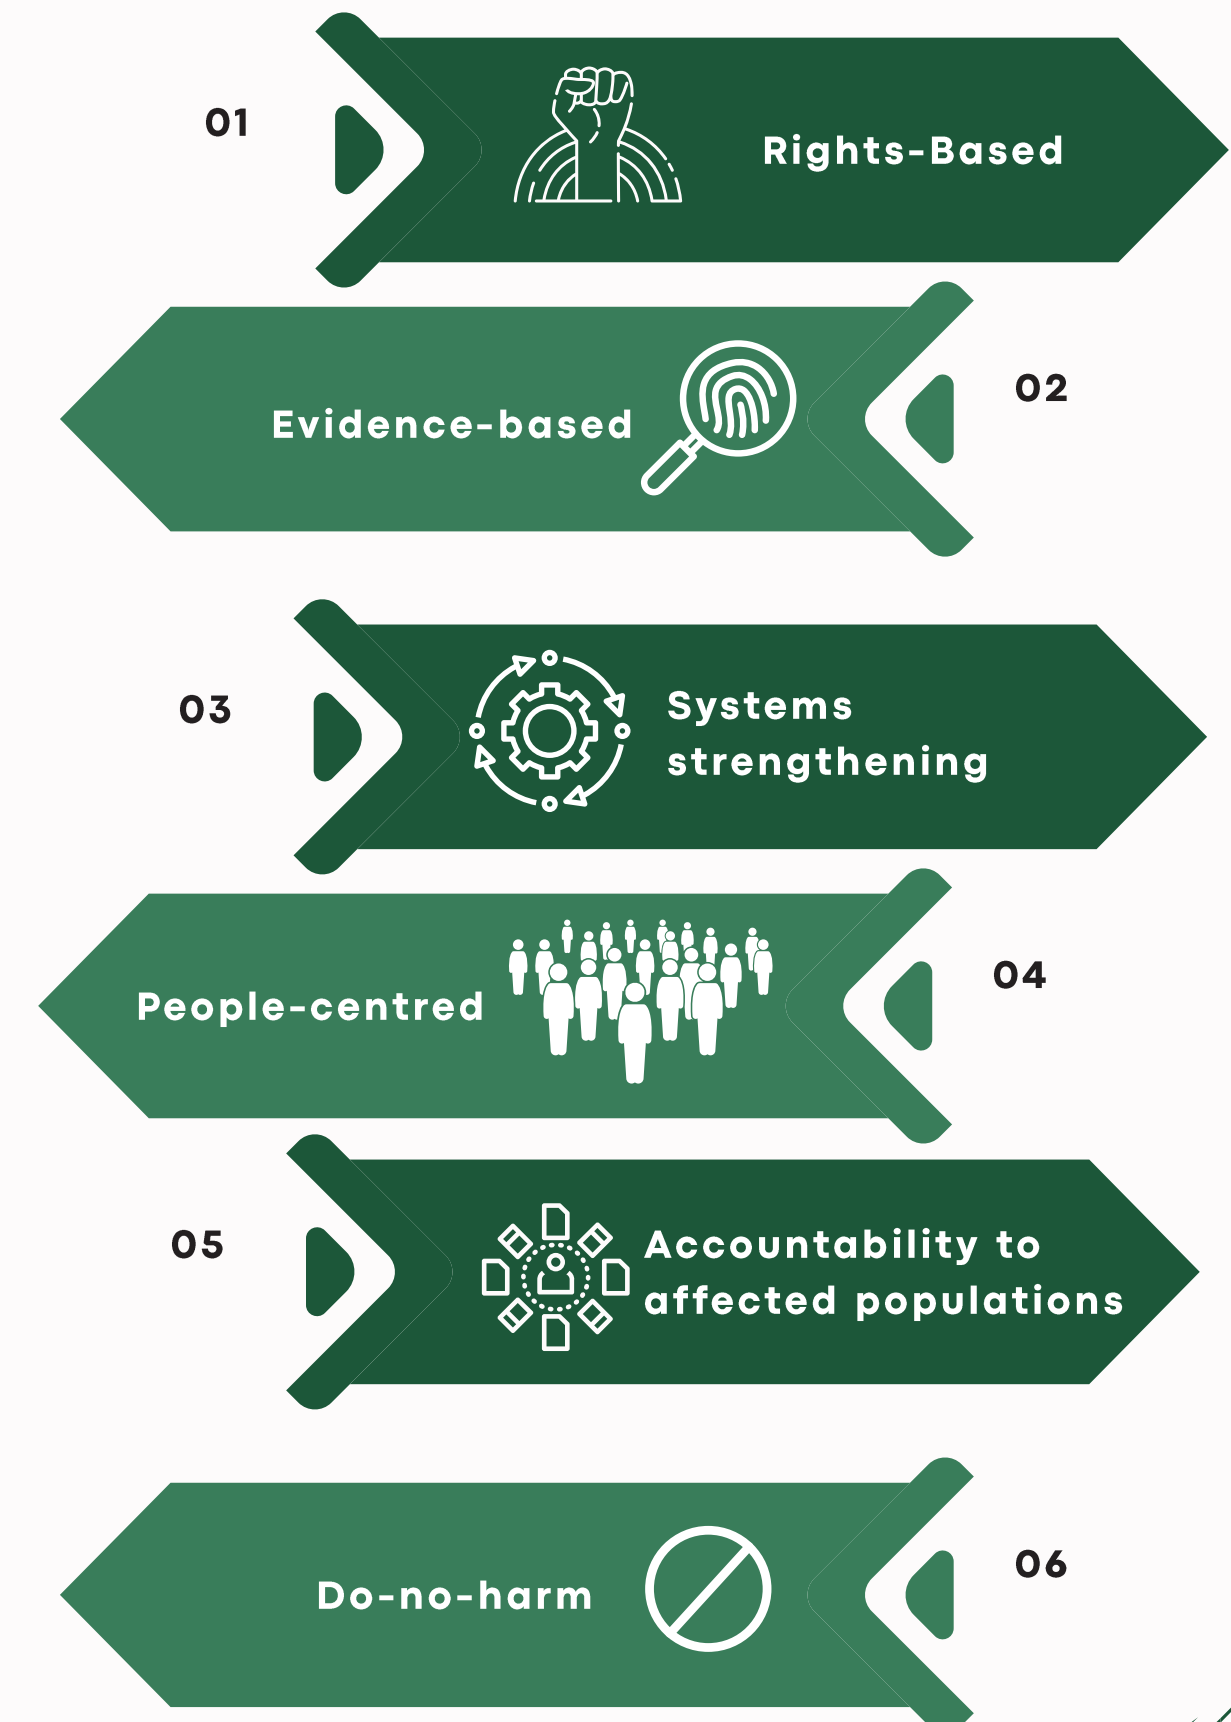 01
Rights-Based
02
Evidence-based
03
Systems
strengthening
04
People-centred
05
Accountability to
affected populations
06
Do-no-harm